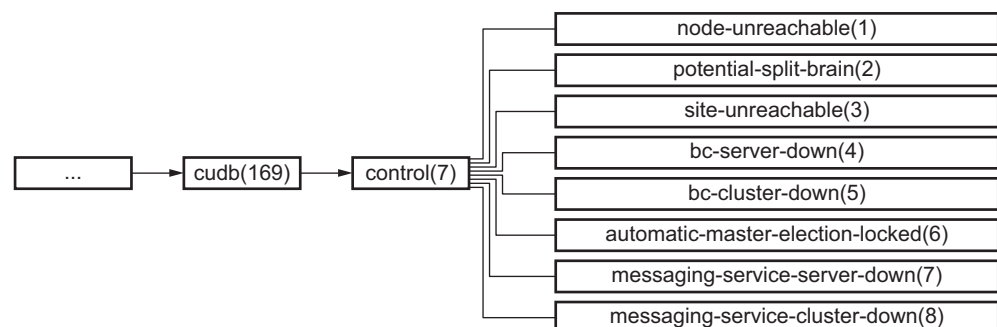 node-unreachable(1)
potential-split-brain(2)
site-unreachable(3)
bc-server-down(4)
... cudb(169) control(7)
bc-cluster-down(5)
automatic-master-election-locked(6)
messaging-service-server-down(7)
messaging-service-cluster-down(8)